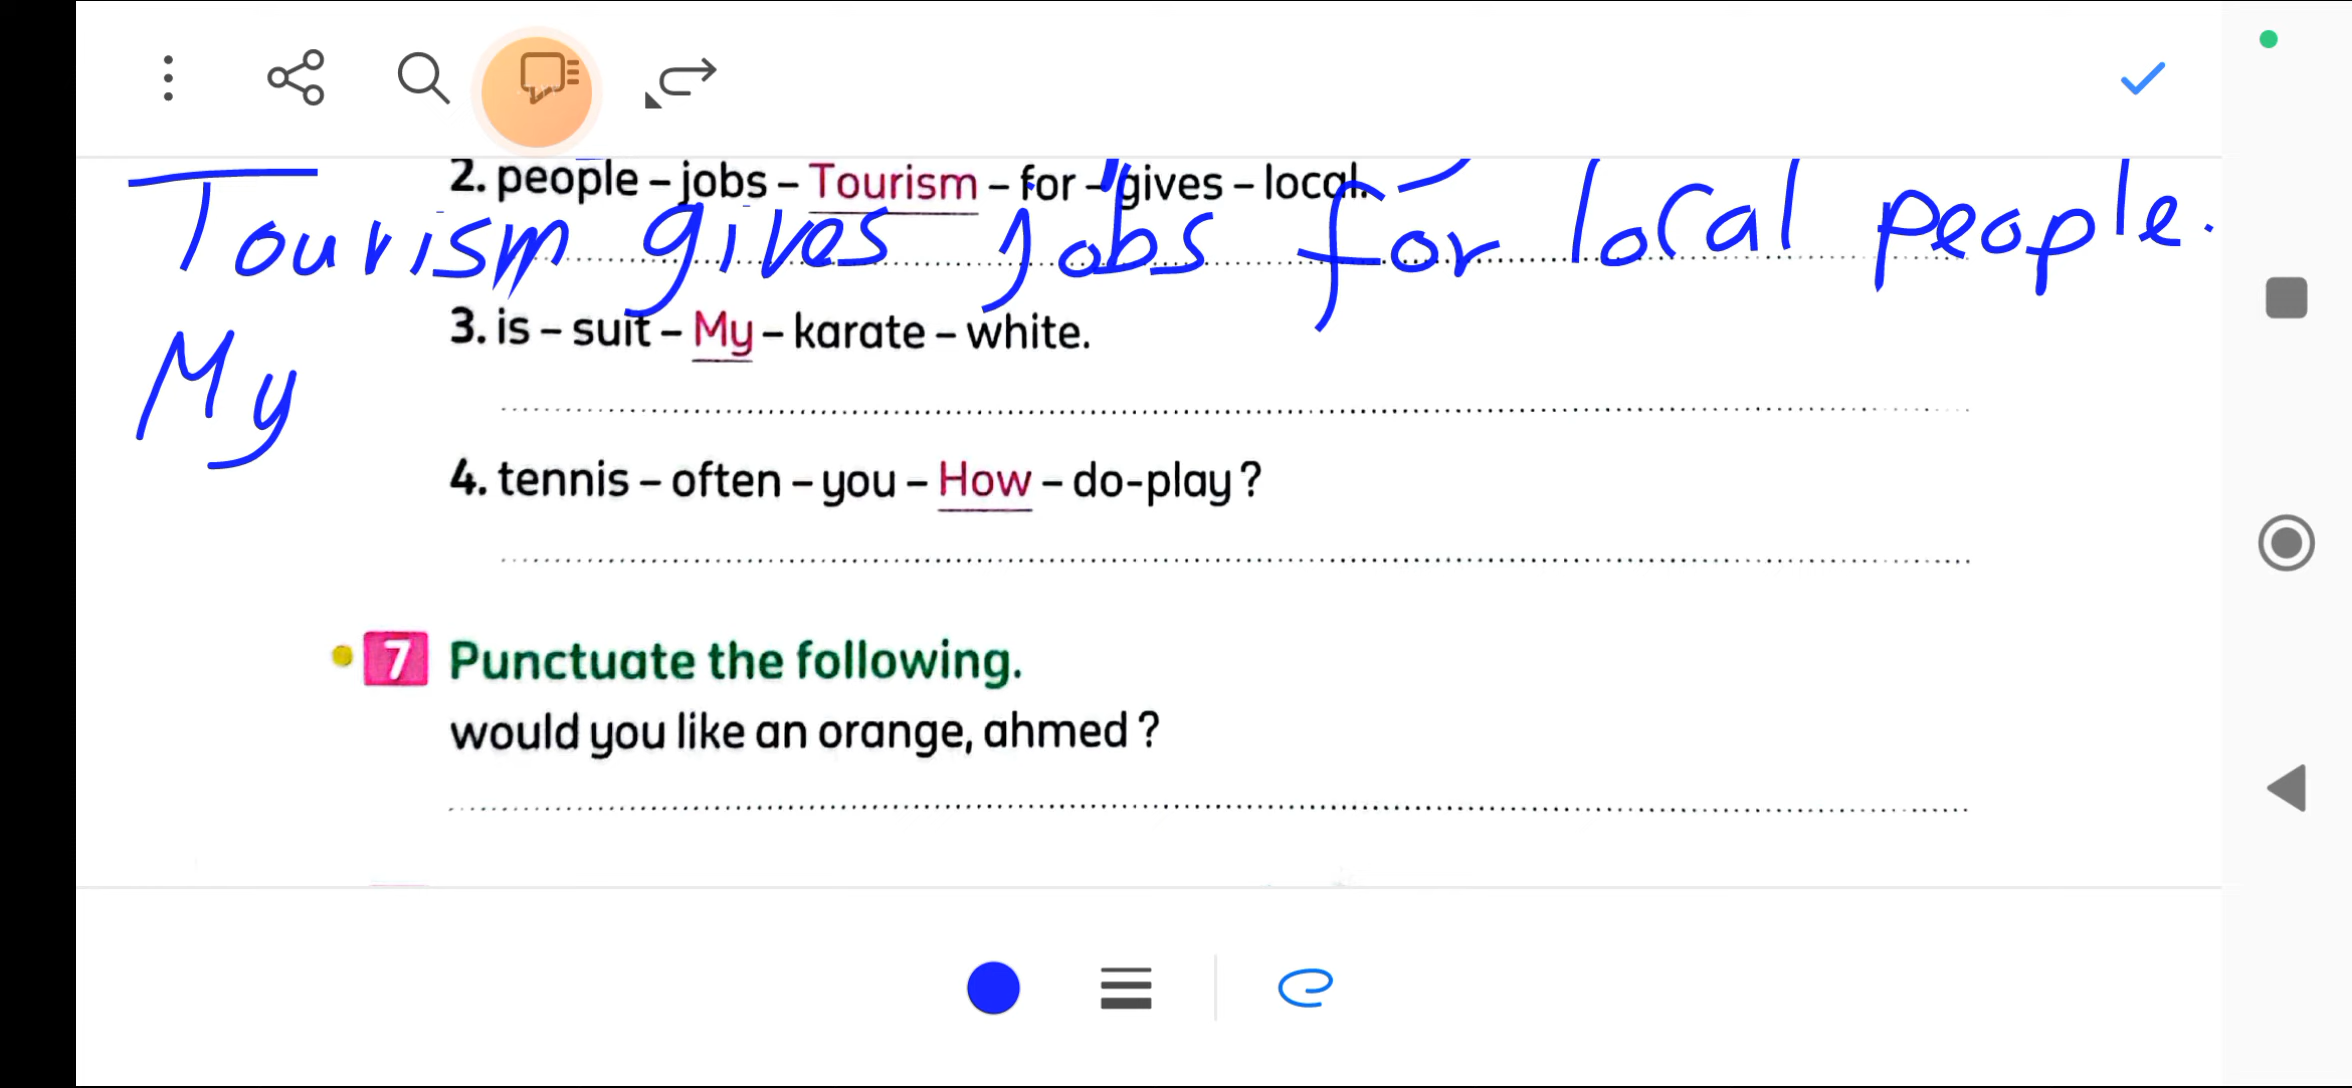 2. people – jobs – Tourism – for – gives – local.
Tourism gives jobs for local people.
3. is – suit – My – karate – white.
My
4. tennis – often – you – How – do-play ?
7 Punctuate the following.
would you like an orange, ahmed ?